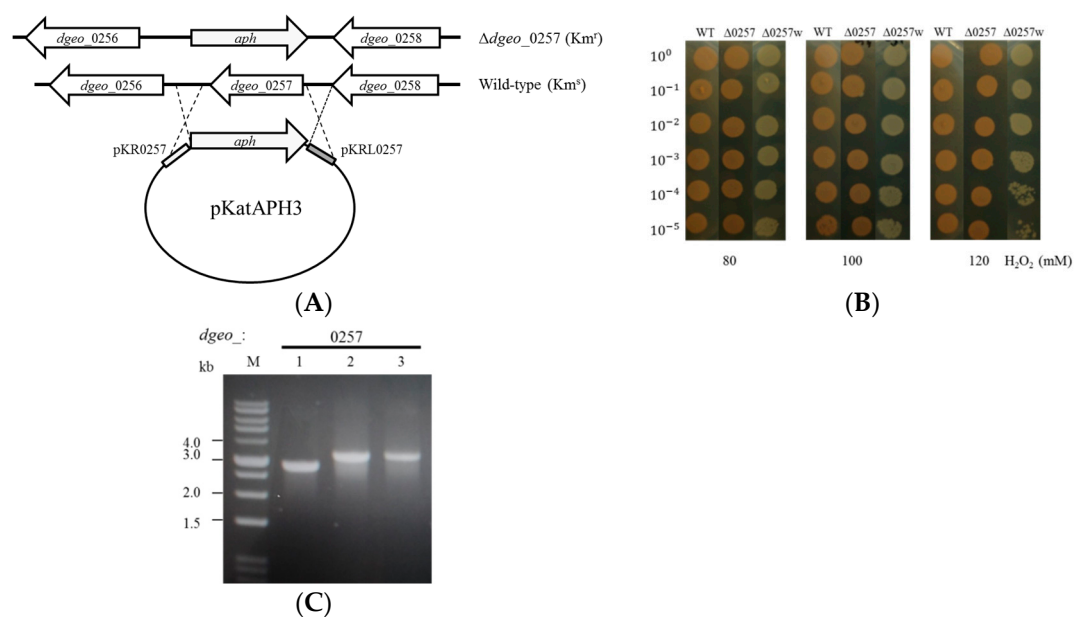 dgeo_0256 aph dgeo_0258 Δdgeo_0257 (Kmʳ)
dgeo_0256 dgeo_0257 dgeo_0258 Wild-type (Kmˢ)
pKR0257 aph pKRL0257
pKatAPH3
(A)
WT Δ0257 Δ0257w WT Δ0257 Δ0257w WT Δ0257 Δ0257w
10⁰
10⁻¹
10⁻²
10⁻³
10⁻⁴
10⁻⁵
80 100 120 H₂O₂ (mM)
(B)
dgeo_: 0257
kb M 1 2 3
4.0
3.0
2.0
1.5
(C)